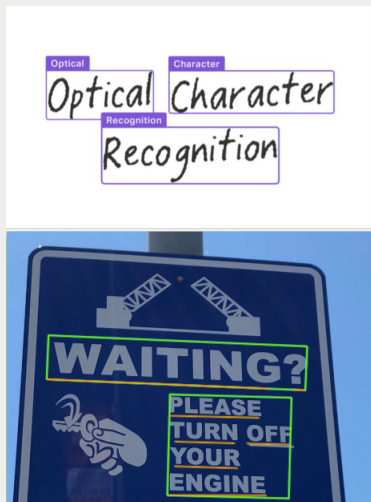 Optical Character
Optical Character
Recognition
Recognition
WAITING?
PLEASE
TURN OFF
YOUR
ENGINE